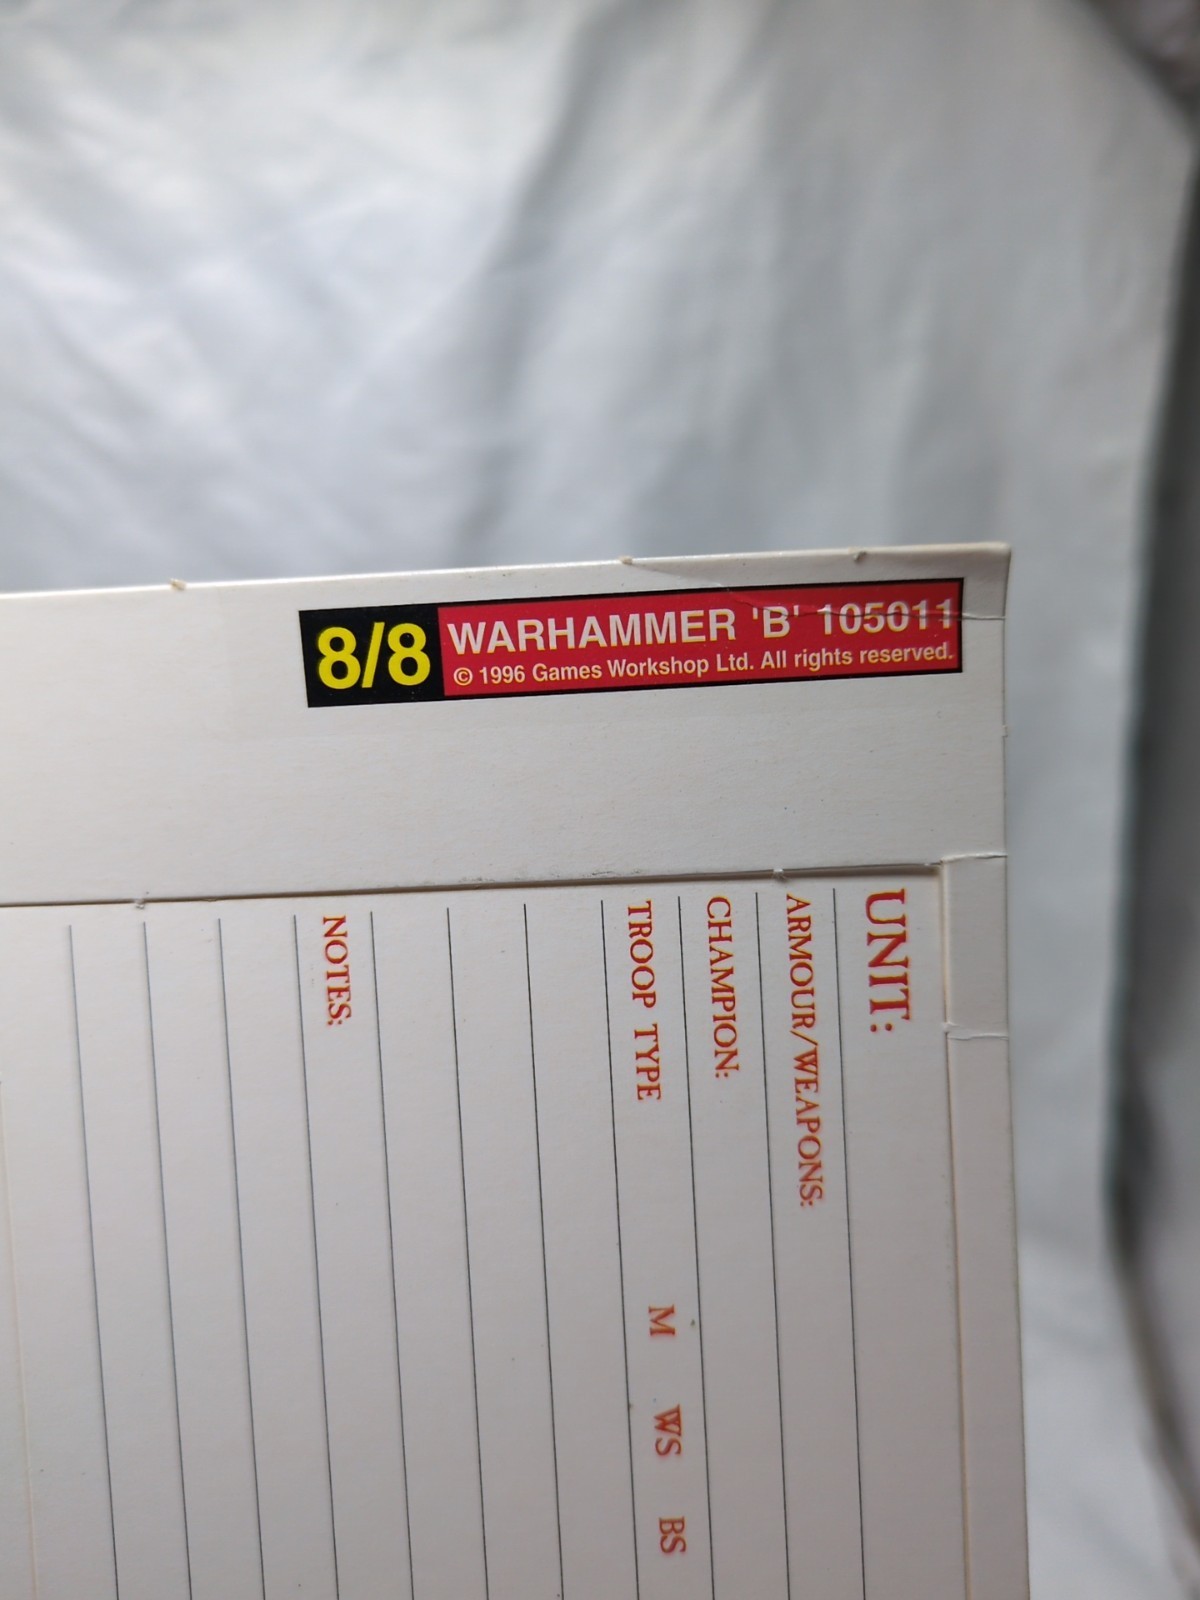 8/8 WARHAMMER 'B' 105011
© 1996 Games Workshop Ltd. All rights reserved.
UNIT:
ARMOUR/WEAPONS:
CHAMPION:
TROOP TYPE M WS BS
NOTES: